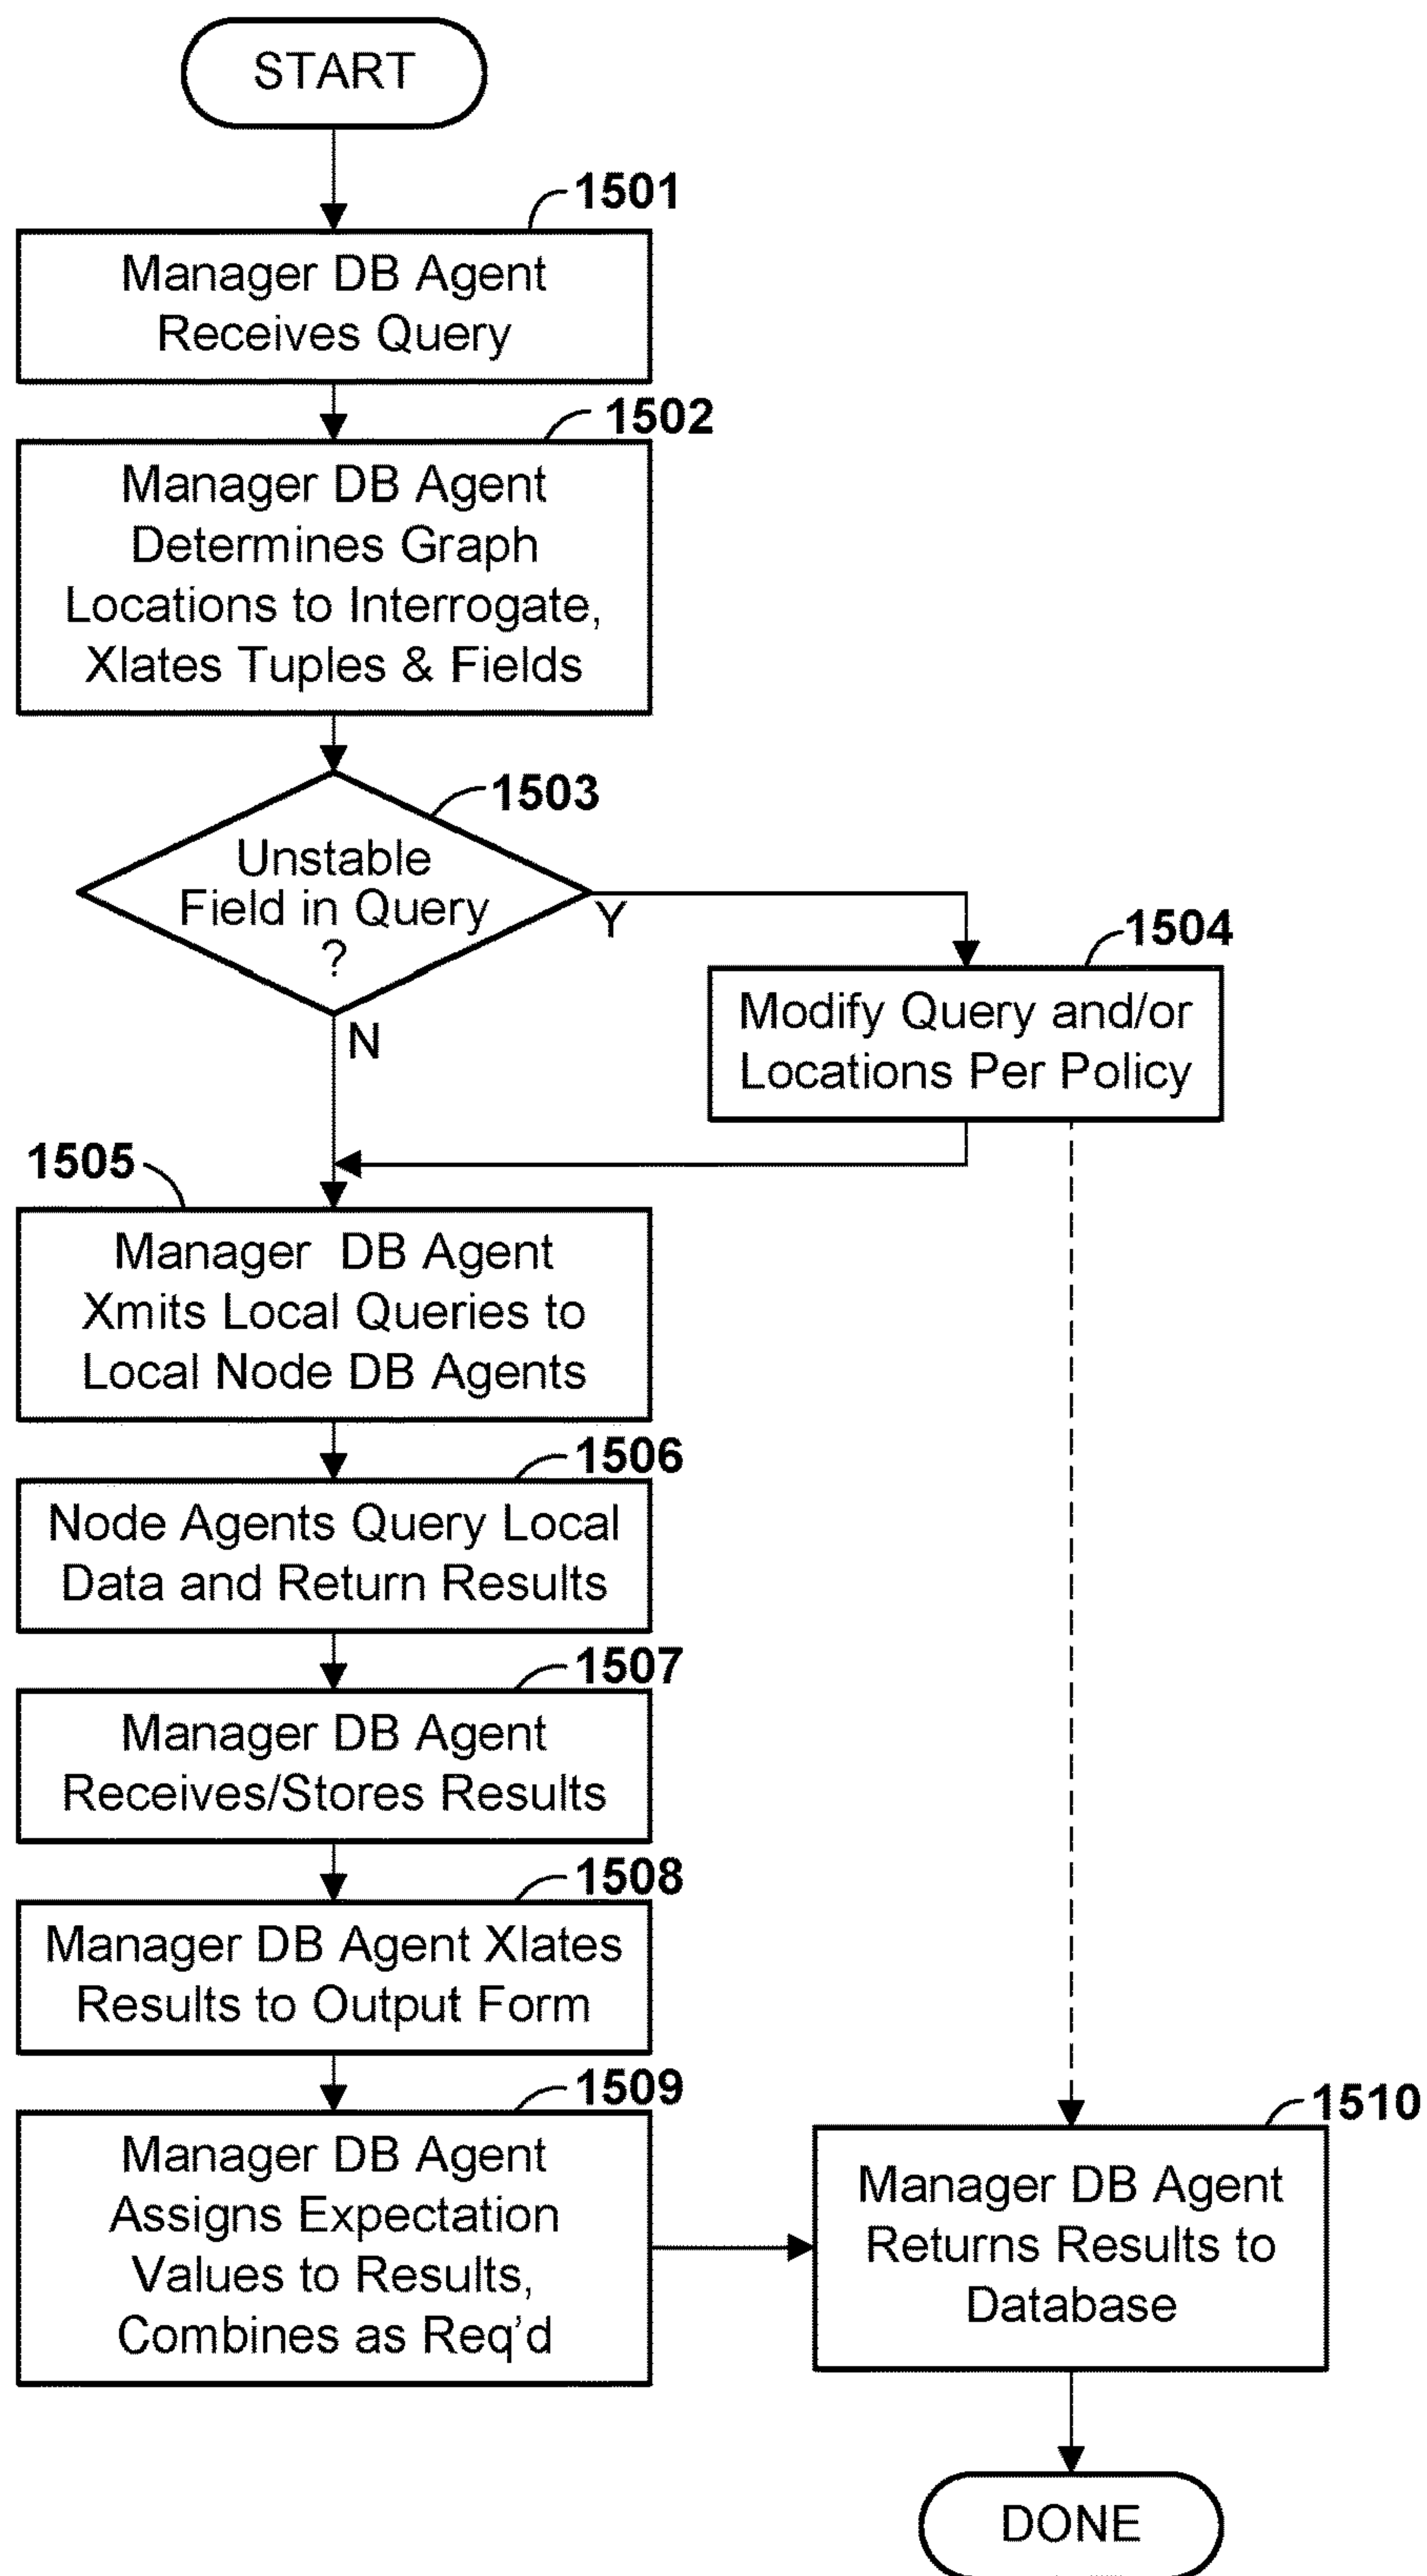 START
1501
Manager DB Agent
Receives Query
1502
Manager DB Agent
Determines Graph
Locations to Interrogate,
Xlates Tuples & Fields
1503
Unstable
Field in Query
?
Y
N
1504
Modify Query and/or
Locations Per Policy
1505
Manager DB Agent
Xmits Local Queries to
Local Node DB Agents
1506
Node Agents Query Local
Data and Return Results
1507
Manager DB Agent
Receives/Stores Results
1508
Manager DB Agent Xlates
Results to Output Form
1509
Manager DB Agent
Assigns Expectation
Values to Results,
Combines as Req'd
1510
Manager DB Agent
Returns Results to
Database
DONE